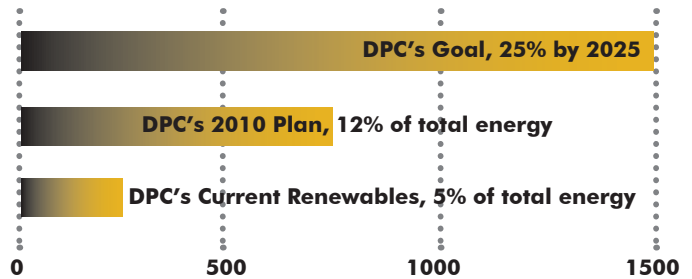 DPC's Goal, 25% by 2025
DPC's 2010 Plan, 12% of total energy
DPC's Current Renewables, 5% of total energy
0 500 1000 1500